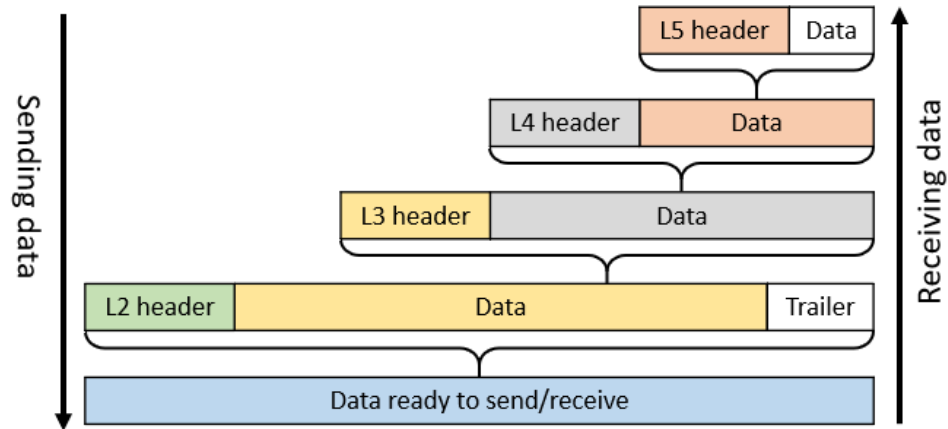 L5 header Data
L4 header Data
L3 header Data
L2 header Data Trailer
Data ready to send/receive
Sending data
Receiving data